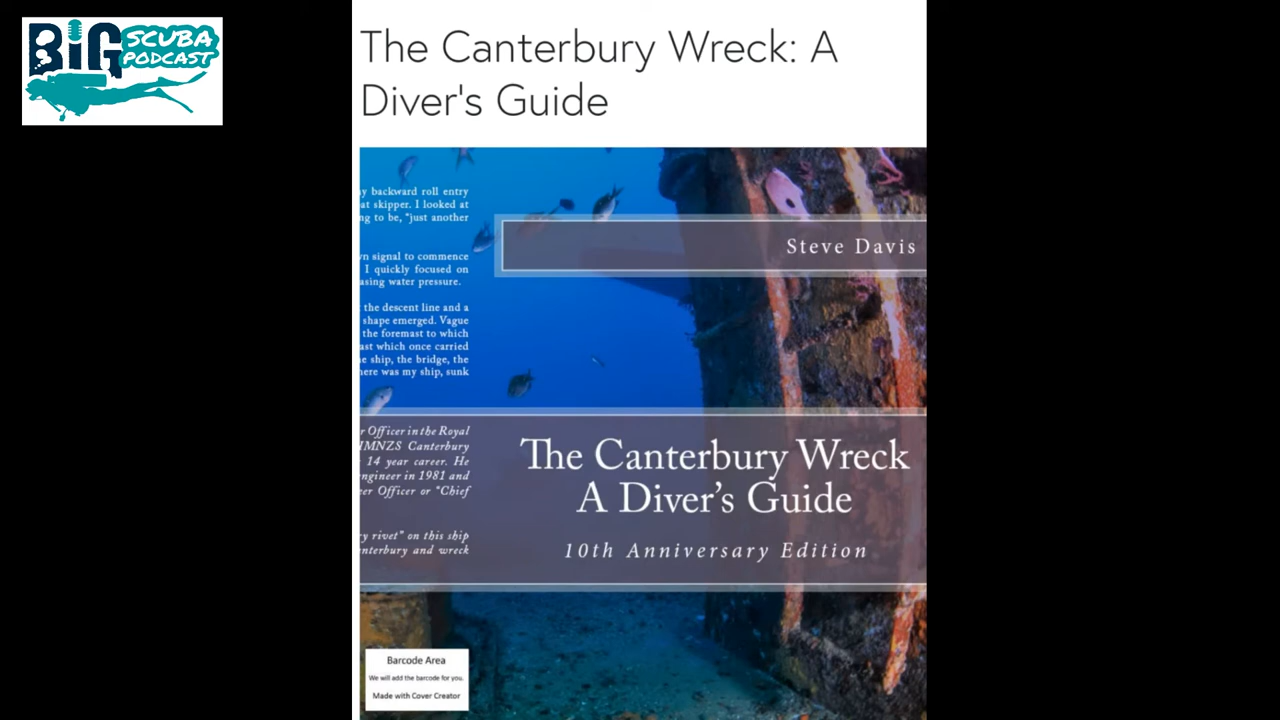 BiG
SCUBA
PODCAST
The Canterbury Wreck: A
Diver's Guide
backward roll entry
at skipper. I looked at
ng to be, "just another
vn signal to commence
I quickly focused on
asing water pressure.
the descent line and a
shape emerged. Vague
the foremast to which
ast which once carried
e ship, the bridge, the
here was my ship, sunk
r Officer in the Royal
HMNZS Canterbury
14 year career. He
ngineer in 1981 and
er Officer or "Chief
y rivet" on this ship
nterbury and wreck
Steve Davis
The Canterbury Wreck
A Diver's Guide
10th Anniversary Edition
Barcode Area
We will add the barcode for you.
Made with Cover Creator